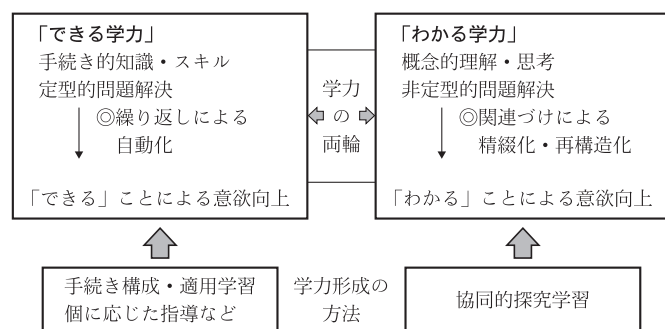 「できる学力」
手続き的知識・スキル
定型的問題解決
◎繰り返しによる
自動化
「できる」ことによる意欲向上
学力
の
両輪
「わかる学力」
概念的理解・思考
非定型的問題解決
◎関連づけによる
精綴化・再構造化
「わかる」ことによる意欲向上
手続き構成・適用学習
個に応じた指導など
学力形成の
方法
協同的探究学習